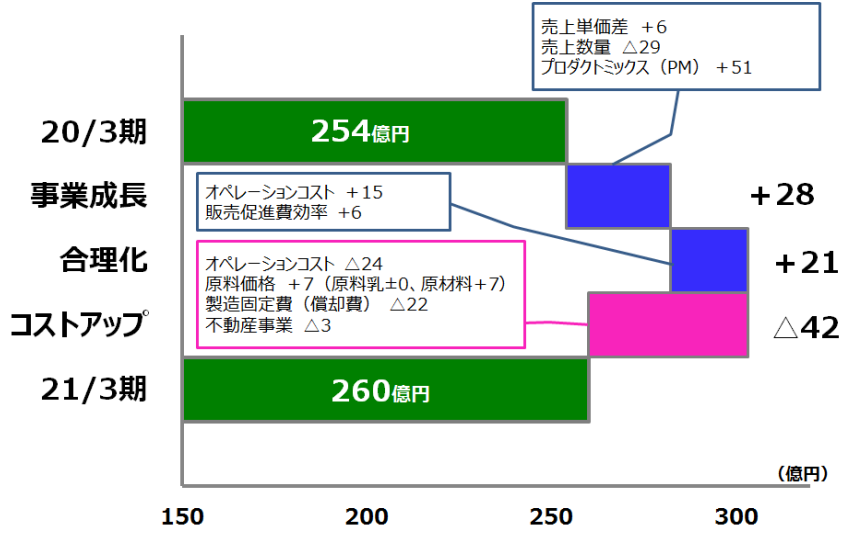 売上単価差 +6
売上数量 △29
プロダクトミックス（PM） +51
20/3期
254億円
事業成長
オペレーションコスト +15
販売促進費効率 +6
+28
合理化
+21
オペレーションコスト △24
原料価格 +7（原料乳±0、原材料+7）
製造固定費（償却費） △22
不動産事業 △3
コストアップ
△42
21/3期
260億円
（億円）
150 200 250 300